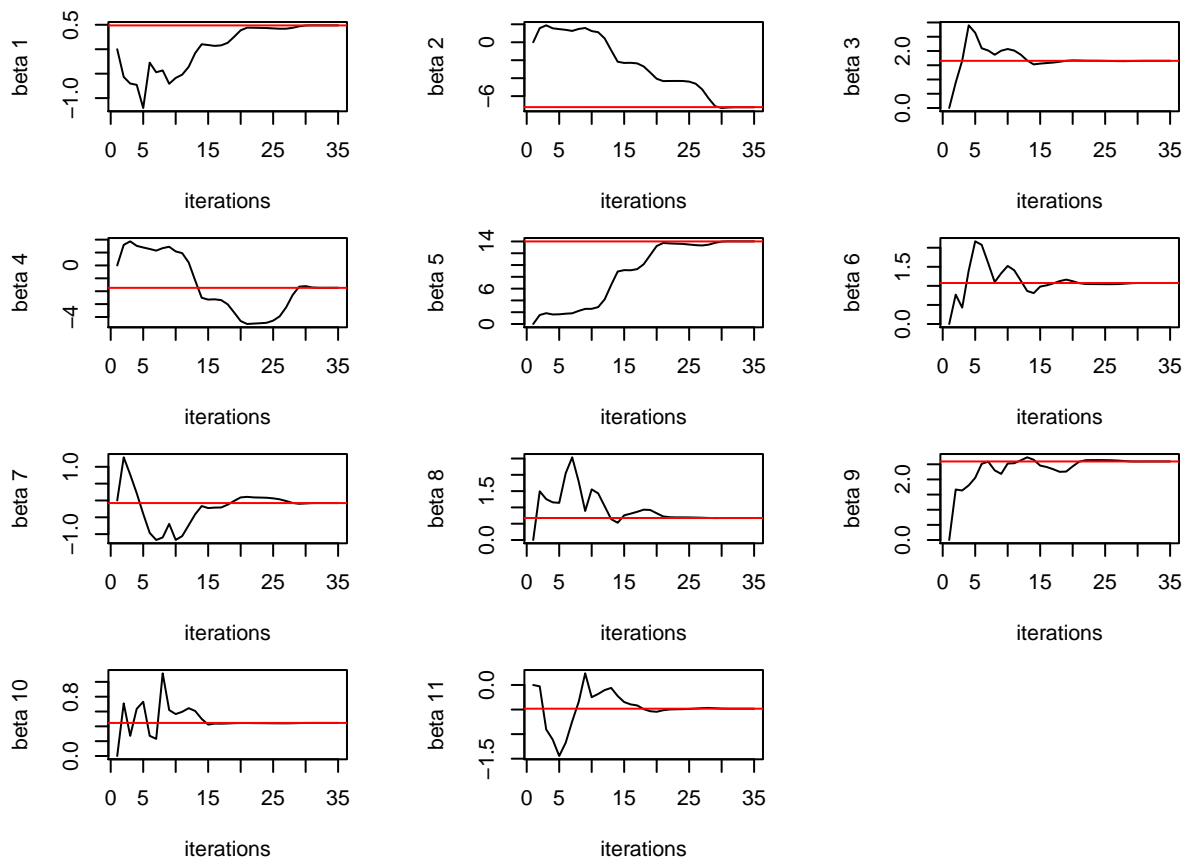 beta 1
0.5
−1.0
0 5 15 25 35
iterations
beta 2
0
−6
0 5 15 25 35
iterations
beta 3
2.0
0.0
0 5 15 25 35
iterations
beta 4
0
−4
0 5 15 25 35
iterations
beta 5
14
6
0
0 5 15 25 35
iterations
beta 6
1.5
0.0
0 5 15 25 35
iterations
beta 7
1.0
−1.0
0 5 15 25 35
iterations
beta 8
1.5
0.0
0 5 15 25 35
iterations
beta 9
2.0
0.0
0 5 15 25 35
iterations
beta 10
0.8
0.0
0 5 15 25 35
iterations
beta 11
0.0
−1.5
0 5 15 25 35
iterations